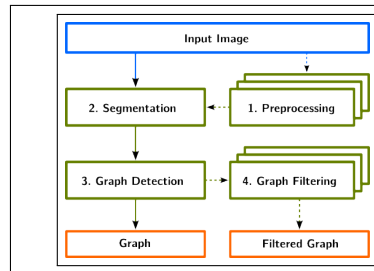 Input Image
2. Segmentation
1. Preprocessing
3. Graph Detection
4. Graph Filtering
Graph
Filtered Graph